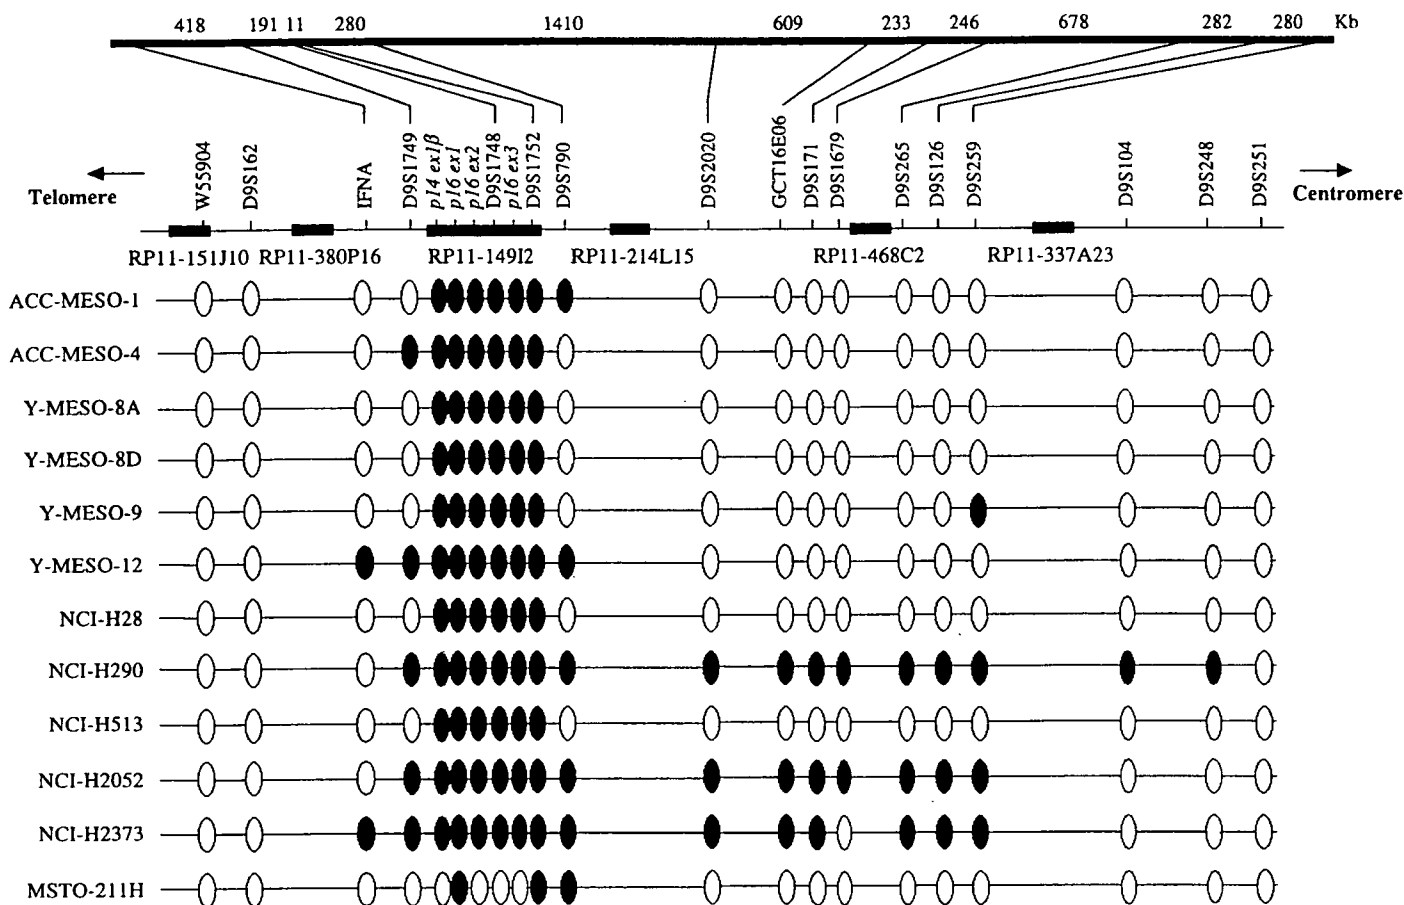 418 191 11 280 1410 609 233 246 678 282 280 Kb
Telomere
W5S904
D9S162
IFNA
D9S1749
p14 ex1β
p16 ex1
p16 ex2
D9S1748
p16 ex3
D9S1752
D9S790
D9S2020
GCT16E06
D9S171
D9S1679
D9S265
D9S126
D9S259
D9S104
D9S248
D9S251
Centromere
RP11-151J10 RP11-380P16 RP11-149I2 RP11-214L15 RP11-468C2 RP11-337A23
ACC-MESO-1
ACC-MESO-4
Y-MESO-8A
Y-MESO-8D
Y-MESO-9
Y-MESO-12
NCI-H28
NCI-H290
NCI-H513
NCI-H2052
NCI-H2373
MSTO-211H